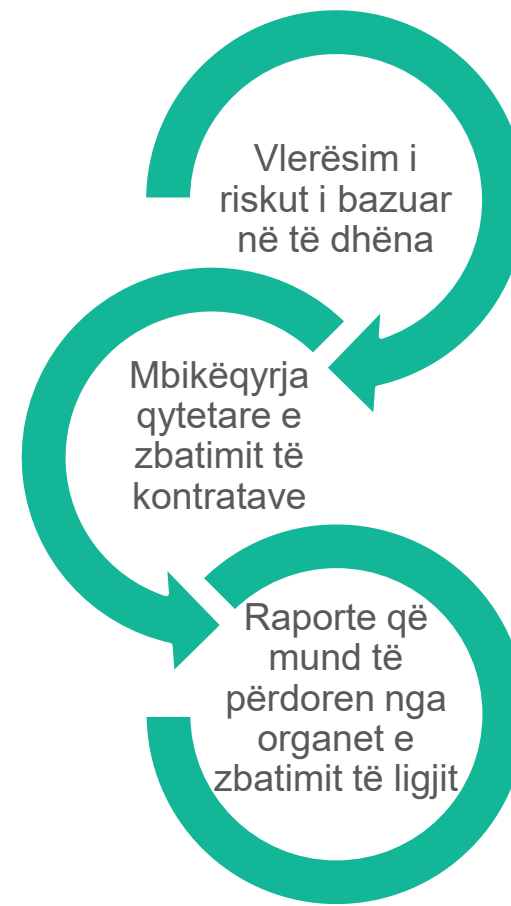 Vlerësim i
riskut i bazuar
në të dhëna
Mbikëqyrja
qytetare e
zbatimit të
kontratave
Raporte që
mund të
përdoren nga
organet e
zbatimit të ligjit